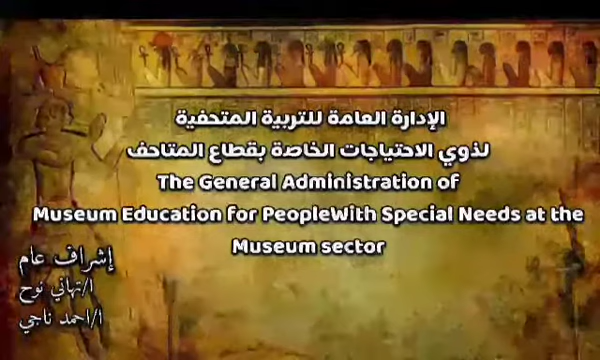 الإدارة العامة للتربية المتحفية
لذوي الاحتياجات الخاصة بقطاع المتاحف
The General Administration of
Museum Education for PeopleWith Special Needs at the
Museum sector
إشراف عام
ا/تهاني نوح
أ/احمد ناجي